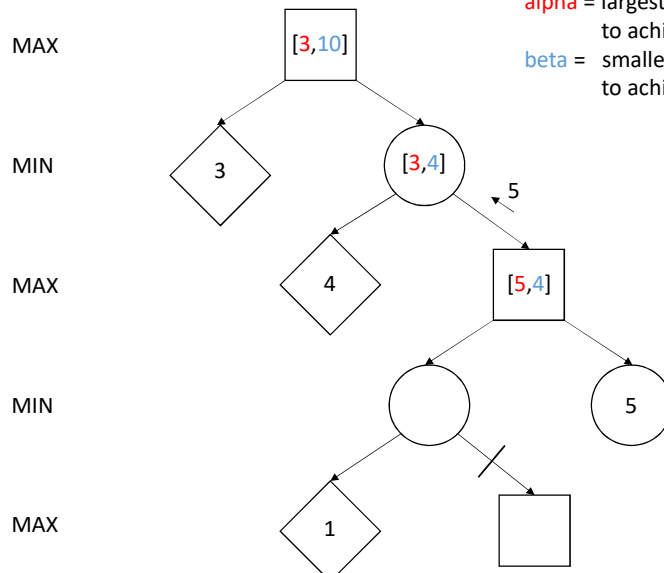 alpha = largest
to achi
MAX
[3,10]
beta = smalle
to achi
MIN
3
[3,4]
5
MAX
4
[5,4]
MIN
5
MAX
1